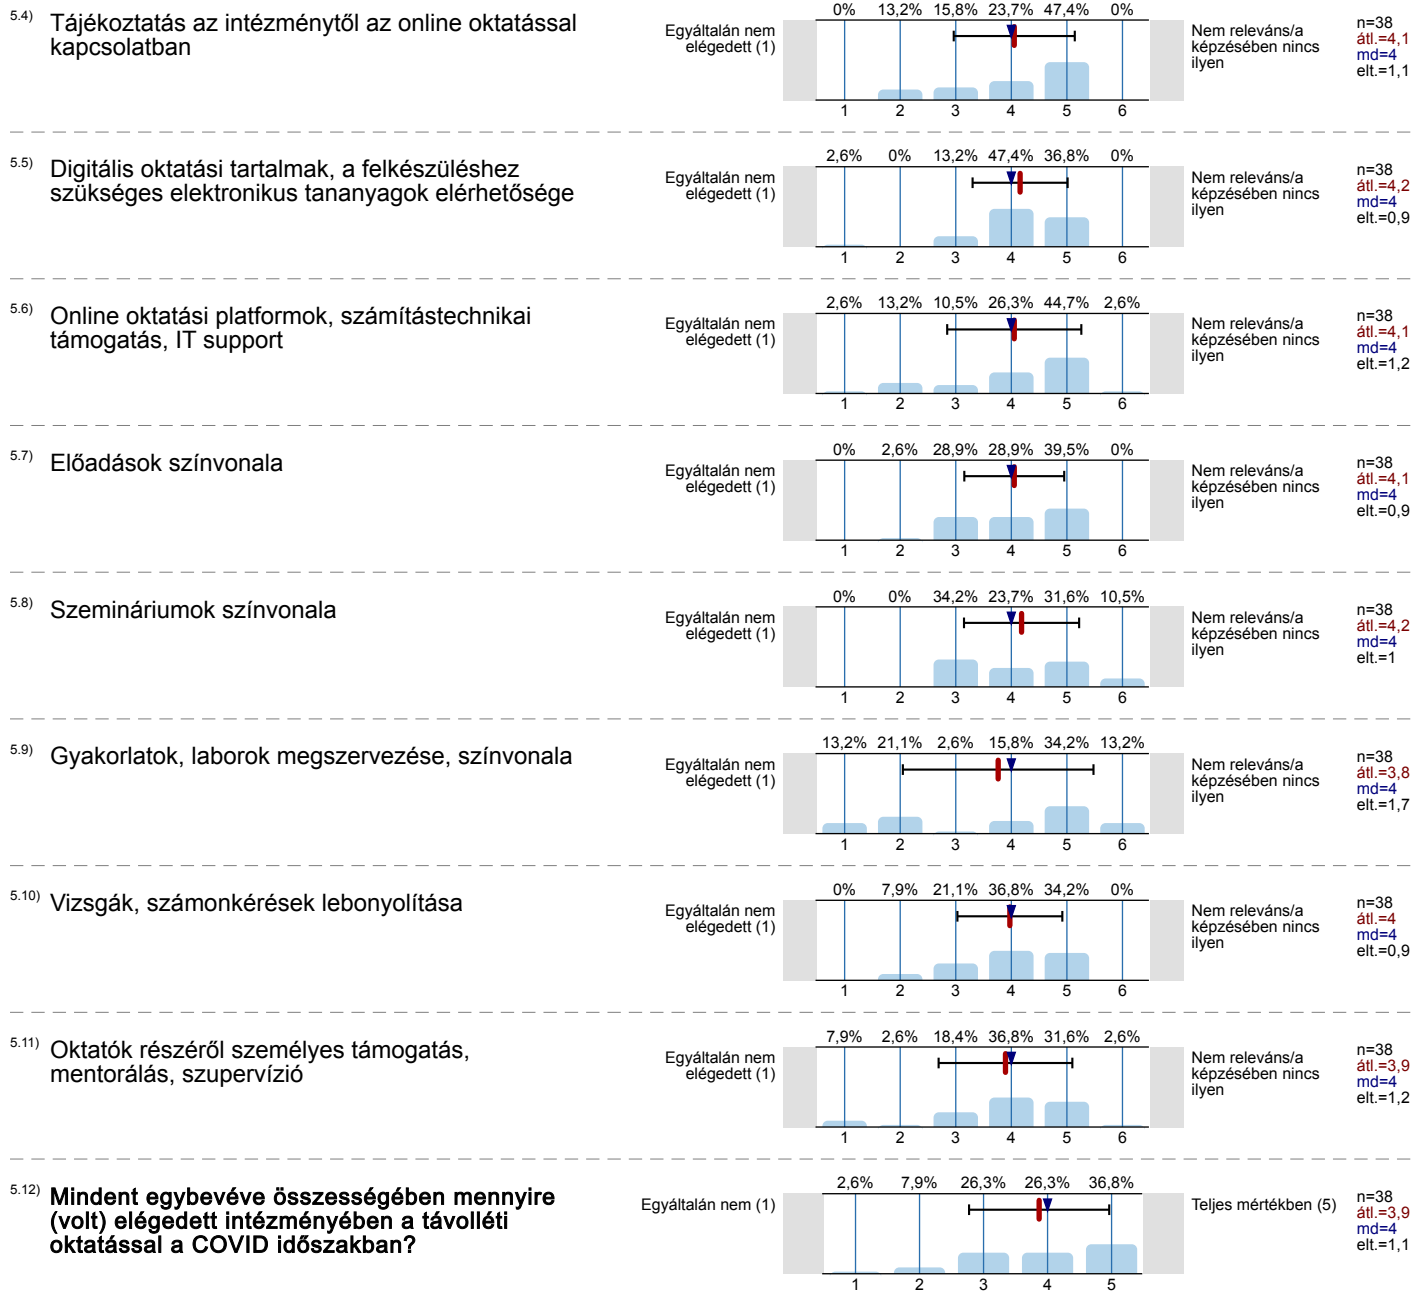 5.4) Tájékoztatás az intézménytől az online oktatással
kapcsolatban
Egyáltalán nem
elégedett (1)
0% 13,2% 15,8% 23,7% 47,4% 0%
1 2 3 4 5 6
Nem releváns/a
képzésében nincs
ilyen
n=38
átl.=4,1
md=4
elt.=1,1
5.5) Digitális oktatási tartalmak, a felkészüléshez
szükséges elektronikus tananyagok elérhetősége
Egyáltalán nem
elégedett (1)
2,6% 0% 13,2% 47,4% 36,8% 0%
1 2 3 4 5 6
Nem releváns/a
képzésében nincs
ilyen
n=38
átl.=4,2
md=4
elt.=0,9
5.6) Online oktatási platformok, számítástechnikai
támogatás, IT support
Egyáltalán nem
elégedett (1)
2,6% 13,2% 10,5% 26,3% 44,7% 2,6%
1 2 3 4 5 6
Nem releváns/a
képzésében nincs
ilyen
n=38
átl.=4,1
md=4
elt.=1,2
5.7) Előadások színvonala
Egyáltalán nem
elégedett (1)
0% 2,6% 28,9% 28,9% 39,5% 0%
1 2 3 4 5 6
Nem releváns/a
képzésében nincs
ilyen
n=38
átl.=4,1
md=4
elt.=0,9
5.8) Szemináriumok színvonala
Egyáltalán nem
elégedett (1)
0% 0% 34,2% 23,7% 31,6% 10,5%
1 2 3 4 5 6
Nem releváns/a
képzésében nincs
ilyen
n=38
átl.=4,2
md=4
elt.=1
5.9) Gyakorlatok, laborok megszervezése, színvonala
Egyáltalán nem
elégedett (1)
13,2% 21,1% 2,6% 15,8% 34,2% 13,2%
1 2 3 4 5 6
Nem releváns/a
képzésében nincs
ilyen
n=38
átl.=3,8
md=4
elt.=1,7
5.10) Vizsgák, számonkérések lebonyolítása
Egyáltalán nem
elégedett (1)
0% 7,9% 21,1% 36,8% 34,2% 0%
1 2 3 4 5 6
Nem releváns/a
képzésében nincs
ilyen
n=38
átl.=4
md=4
elt.=0,9
5.11) Oktatók részéről személyes támogatás,
mentorálás, szupervízió
Egyáltalán nem
elégedett (1)
7,9% 2,6% 18,4% 36,8% 31,6% 2,6%
1 2 3 4 5 6
Nem releváns/a
képzésében nincs
ilyen
n=38
átl.=3,9
md=4
elt.=1,2
5.12) Mindent egybevéve összességében mennyire
(volt) elégedett intézményében a távolléti
oktatással a COVID időszakban?
Egyáltalán nem (1)
2,6% 7,9% 26,3% 26,3% 36,8%
1 2 3 4 5
Teljes mértékben (5)
n=38
átl.=3,9
md=4
elt.=1,1